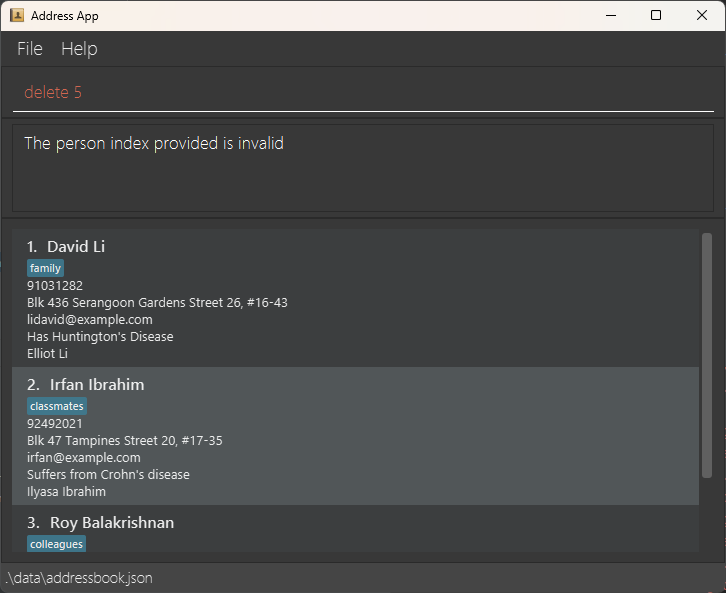 Address App
File Help
delete 5
The person index provided is invalid
1. David Li
family
91031282
Blk 436 Serangoon Gardens Street 26, #16-43
lidavid@example.com
Has Huntington's Disease
Elliot Li
2. Irfan Ibrahim
classmates
92492021
Blk 47 Tampines Street 20, #17-35
irfan@example.com
Suffers from Crohn's disease
Ilyasa Ibrahim
3. Roy Balakrishnan
colleagues
.\data\addressbook.json